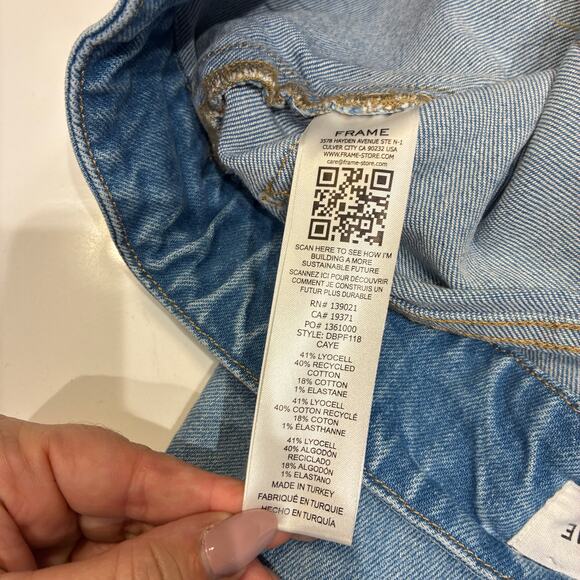 FRAME
3578 HAYDEN AVENUE STE N-1
CULVER CITY CA 90232 USA
WWW.FRAME-STORE.COM
care@frame-store.com
SCAN HERE TO SEE HOW I'M
BUILDING A MORE
SUSTAINABLE FUTURE
SCANNEZ ICI POUR DÉCOUVRIR
COMMENT JE CONSTRUIS UN
FUTUR PLUS DURABLE
RN# 139021
CA# 19371
PO# 1361000
STYLE: DBPF118
CAYE
41% LYOCELL
40% RECYCLED
COTTON
18% COTTON
1% ELASTANE
41% LYOCELL
40% COTON RECYCLÉ
18% COTON
1% ÉLASTHANNE
41% LYOCELL
40% ALGODÓN
RECICLADO
18% ALGODÓN
1% ELASTANO
MADE IN TURKEY
FABRIQUÉ EN TURQUIE
HECHO EN TURQUÍA